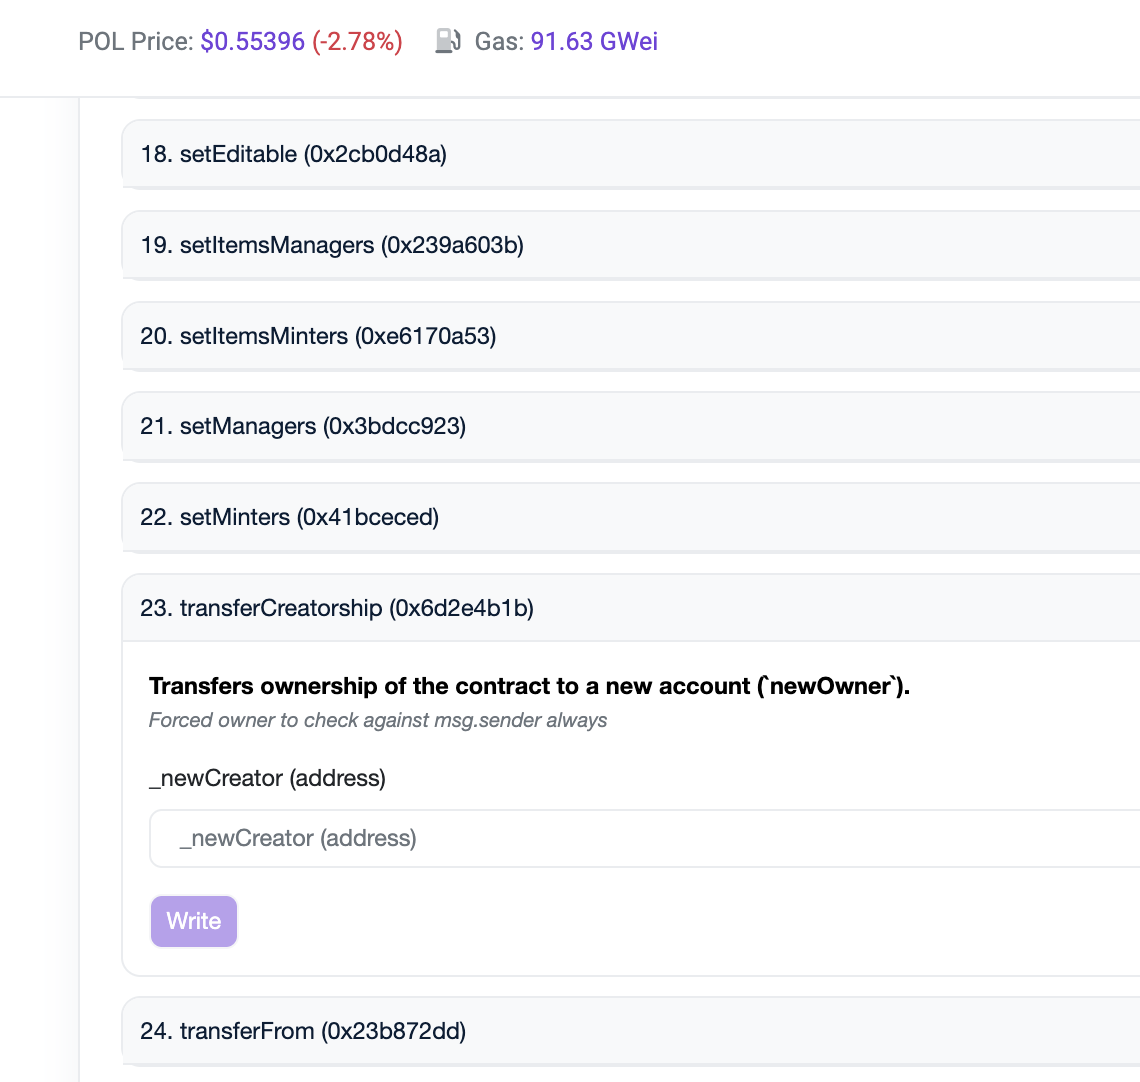 POL Price: $0.55396 (-2.78%) Gas: 91.63 GWei
18. setEditable (0x2cb0d48a)
19. setItemsManagers (0x239a603b)
20. setItemsMinters (0xe6170a53)
21. setManagers (0x3bdcc923)
22. setMinters (0x41bceced)
23. transferCreatorship (0x6d2e4b1b)
Transfers ownership of the contract to a new account (`newOwner`).
Forced owner to check against msg.sender always
_newCreator (address)
_newCreator (address)
Write
24. transferFrom (0x23b872dd)